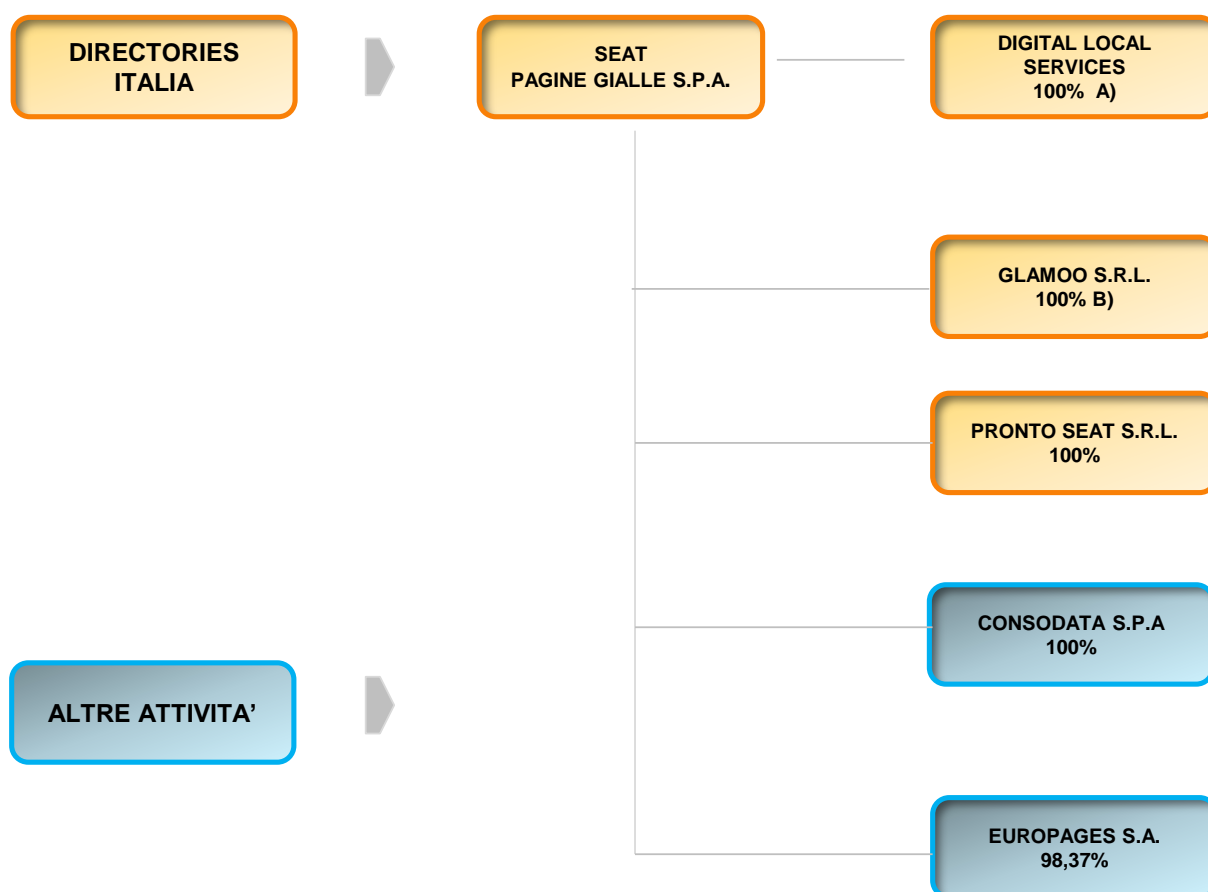 DIRECTORIES
ITALIA
SEAT
PAGINE GIALLE S.P.A.
DIGITAL LOCAL
SERVICES
100% A)
GLAMOO S.R.L.
100% B)
PRONTO SEAT S.R.L.
100%
CONSODATA S.P.A
100%
ALTRE ATTIVITA’
EUROPAGES S.A.
98,37%